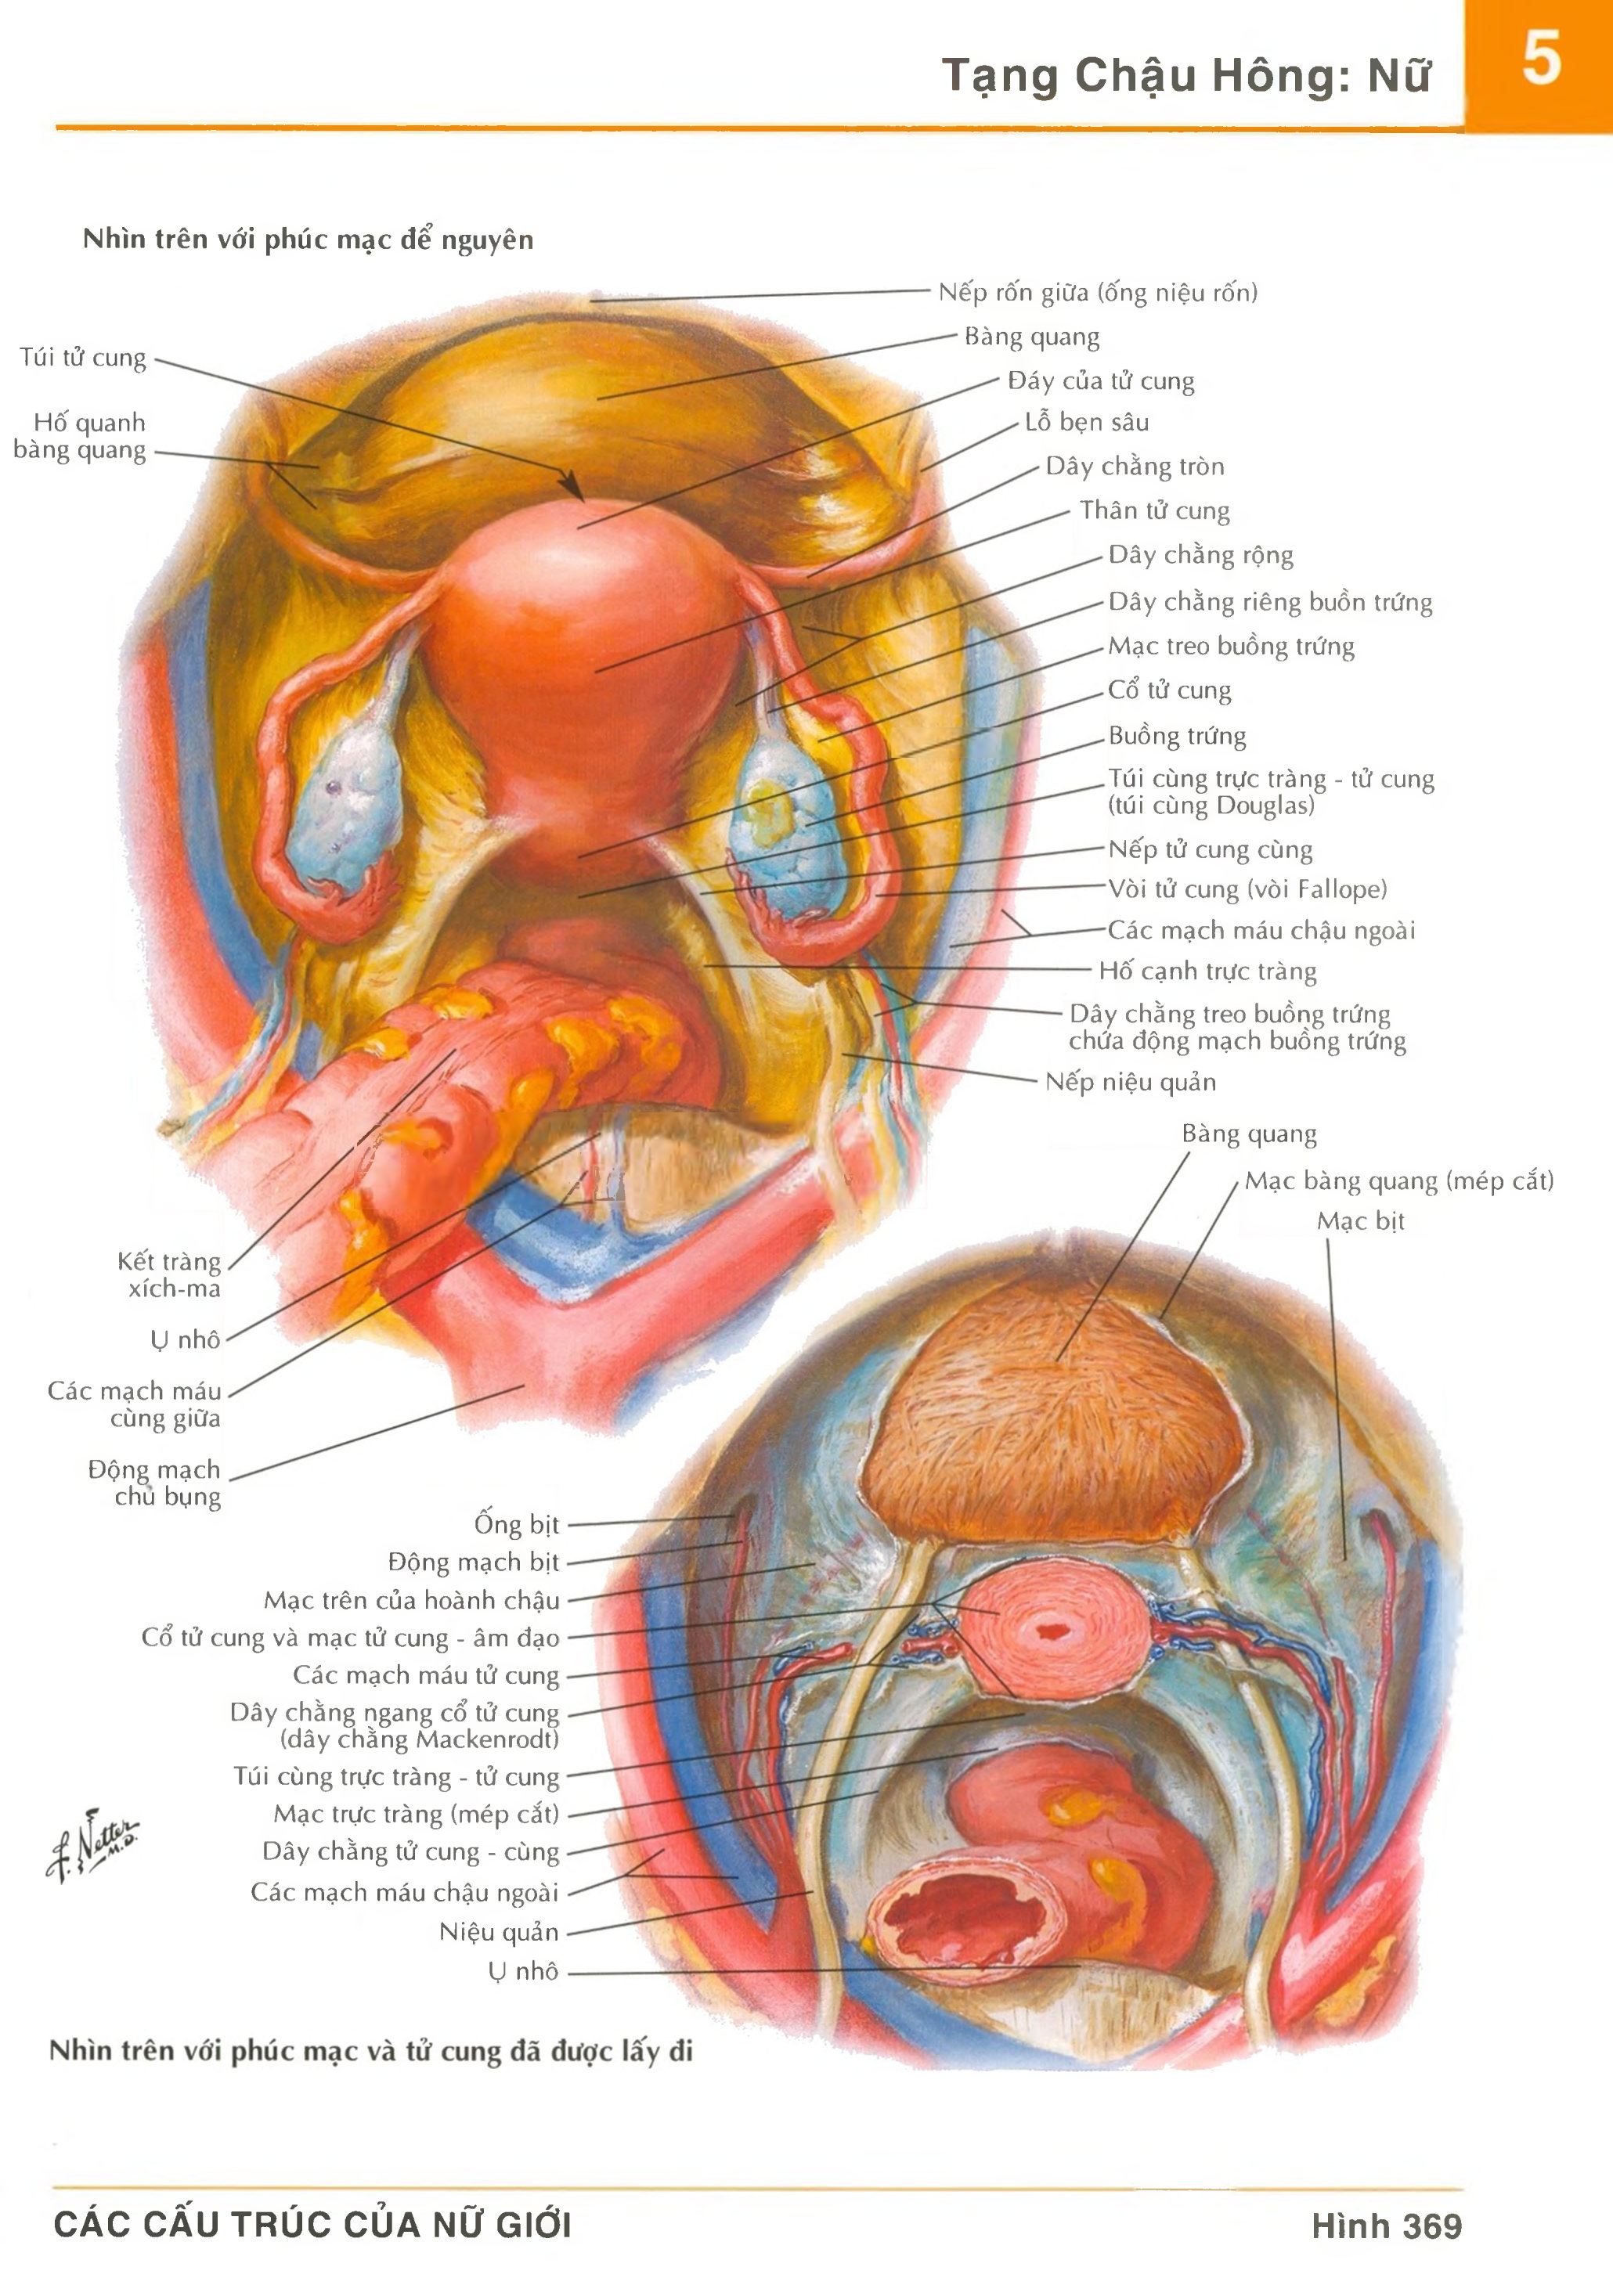 Tạng Chậu Hông: Nữ
5
Nhìn trên với phúc mạc để nguyên
Túi tử cung
Hố quanh
bàng quang
Nếp rốn giữa (ống niệu rốn)
Bàng quang
Đáy của tử cung
Lỗ bẹn sâu
Dây chằng tròn
Thân tử cung
Dây chằng rộng
Dây chằng riêng buồn trứng
Mạc treo buồng trứng
Cổ tử cung
Buồng trứng
Túi cùng trực tràng - tử cung
(túi cùng Douglas)
Nếp tử cung cùng
Vòi tử cung (vòi Fallope)
Các mạch máu chậu ngoài
Hố cạnh trực tràng
Dây chằng treo buồng trứng
chứa động mạch buồng trứng
Nếp niệu quản
Kết tràng
xích-ma
Ụ nhô
Các mạch máu
cùng giữa
Động mạch
chủ bụng
Bàng quang
Mạc bàng quang (mép cắt)
Mạc bịt
Ống bịt
Động mạch bịt
Mạc trên của hoành chậu
Cổ tử cung và mạc tử cung - âm đạo
Các mạch máu tử cung
Dây chằng ngang cổ tử cung
(dây chằng Mackenrodt)
Túi cùng trực tràng - tử cung
Mạc trực tràng (mép cắt)
Dây chằng tử cung - cùng
Các mạch máu chậu ngoài
Niệu quản
Ụ nhô
F. Netter
M.D.
Nhìn trên với phúc mạc và tử cung đã được lấy đi
CÁC CẤU TRÚC CỦA NỮ GIỚI
Hình 369